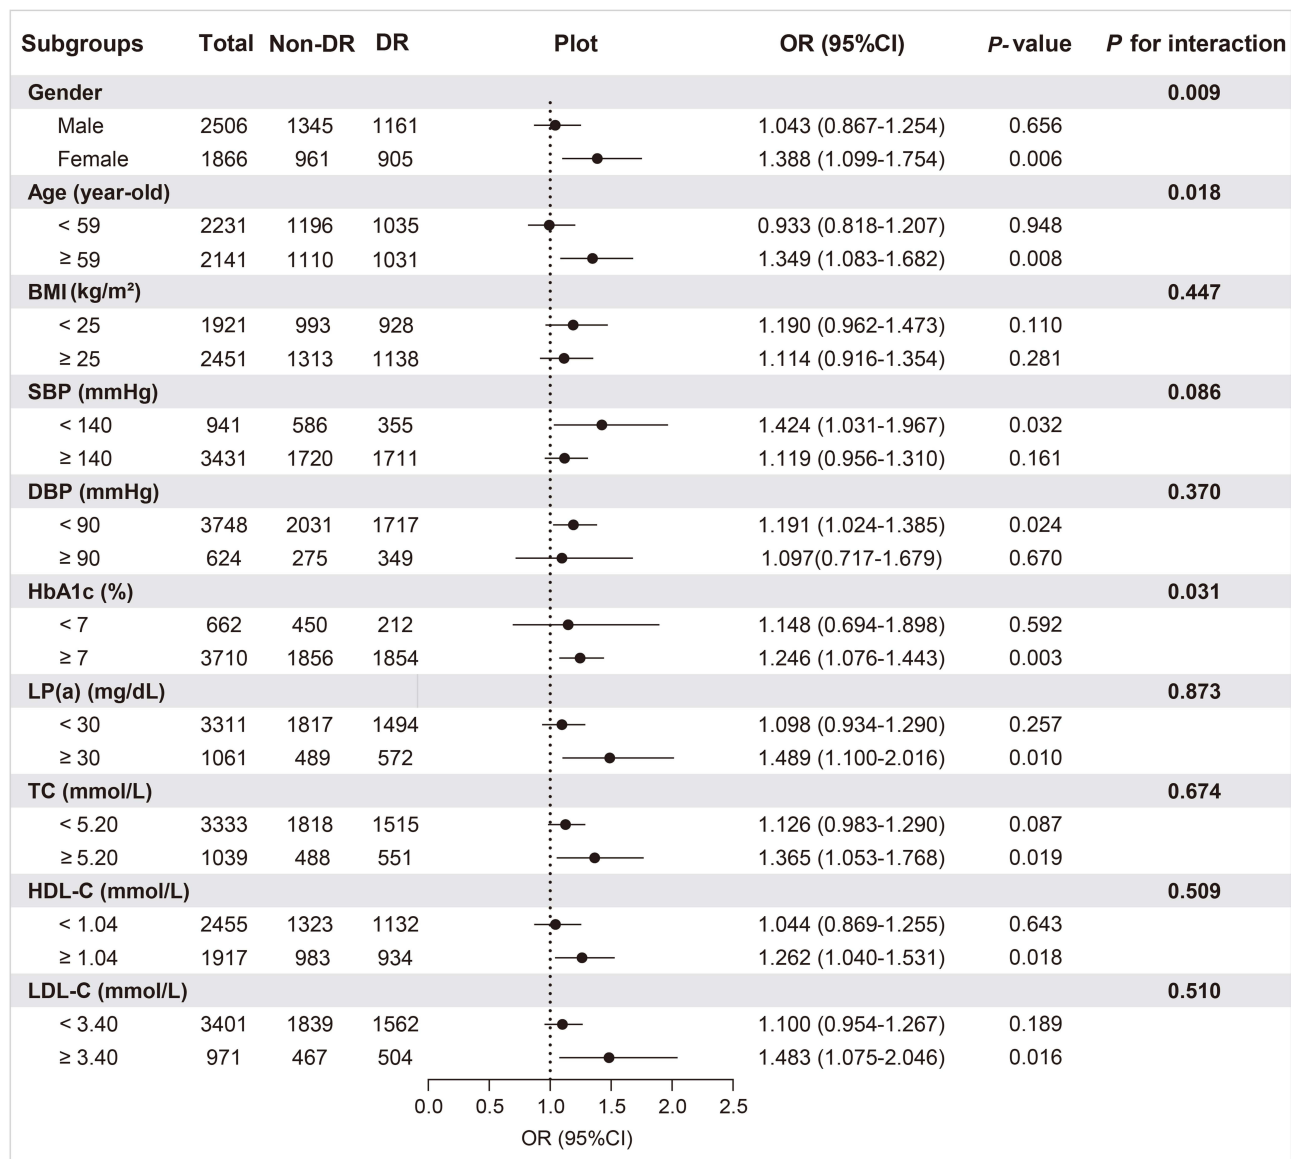 Subgroups Total Non-DR DR Plot OR (95%CI) P-value P for interaction
Gender 0.009
Male 2506 1345 1161 1.043 (0.867-1.254) 0.656
Female 1866 961 905 1.388 (1.099-1.754) 0.006
Age (year-old) 0.018
< 59 2231 1196 1035 0.933 (0.818-1.207) 0.948
≥ 59 2141 1110 1031 1.349 (1.083-1.682) 0.008
BMI (kg/m²) 0.447
< 25 1921 993 928 1.190 (0.962-1.473) 0.110
≥ 25 2451 1313 1138 1.114 (0.916-1.354) 0.281
SBP (mmHg) 0.086
< 140 941 586 355 1.424 (1.031-1.967) 0.032
≥ 140 3431 1720 1711 1.119 (0.956-1.310) 0.161
DBP (mmHg) 0.370
< 90 3748 2031 1717 1.191 (1.024-1.385) 0.024
≥ 90 624 275 349 1.097(0.717-1.679) 0.670
HbA1c (%) 0.031
< 7 662 450 212 1.148 (0.694-1.898) 0.592
≥ 7 3710 1856 1854 1.246 (1.076-1.443) 0.003
LP(a) (mg/dL) 0.873
< 30 3311 1817 1494 1.098 (0.934-1.290) 0.257
≥ 30 1061 489 572 1.489 (1.100-2.016) 0.010
TC (mmol/L) 0.674
< 5.20 3333 1818 1515 1.126 (0.983-1.290) 0.087
≥ 5.20 1039 488 551 1.365 (1.053-1.768) 0.019
HDL-C (mmol/L) 0.509
< 1.04 2455 1323 1132 1.044 (0.869-1.255) 0.643
≥ 1.04 1917 983 934 1.262 (1.040-1.531) 0.018
LDL-C (mmol/L) 0.510
< 3.40 3401 1839 1562 1.100 (0.954-1.267) 0.189
≥ 3.40 971 467 504 1.483 (1.075-2.046) 0.016
0.0 0.5 1.0 1.5 2.0 2.5
OR (95%CI)